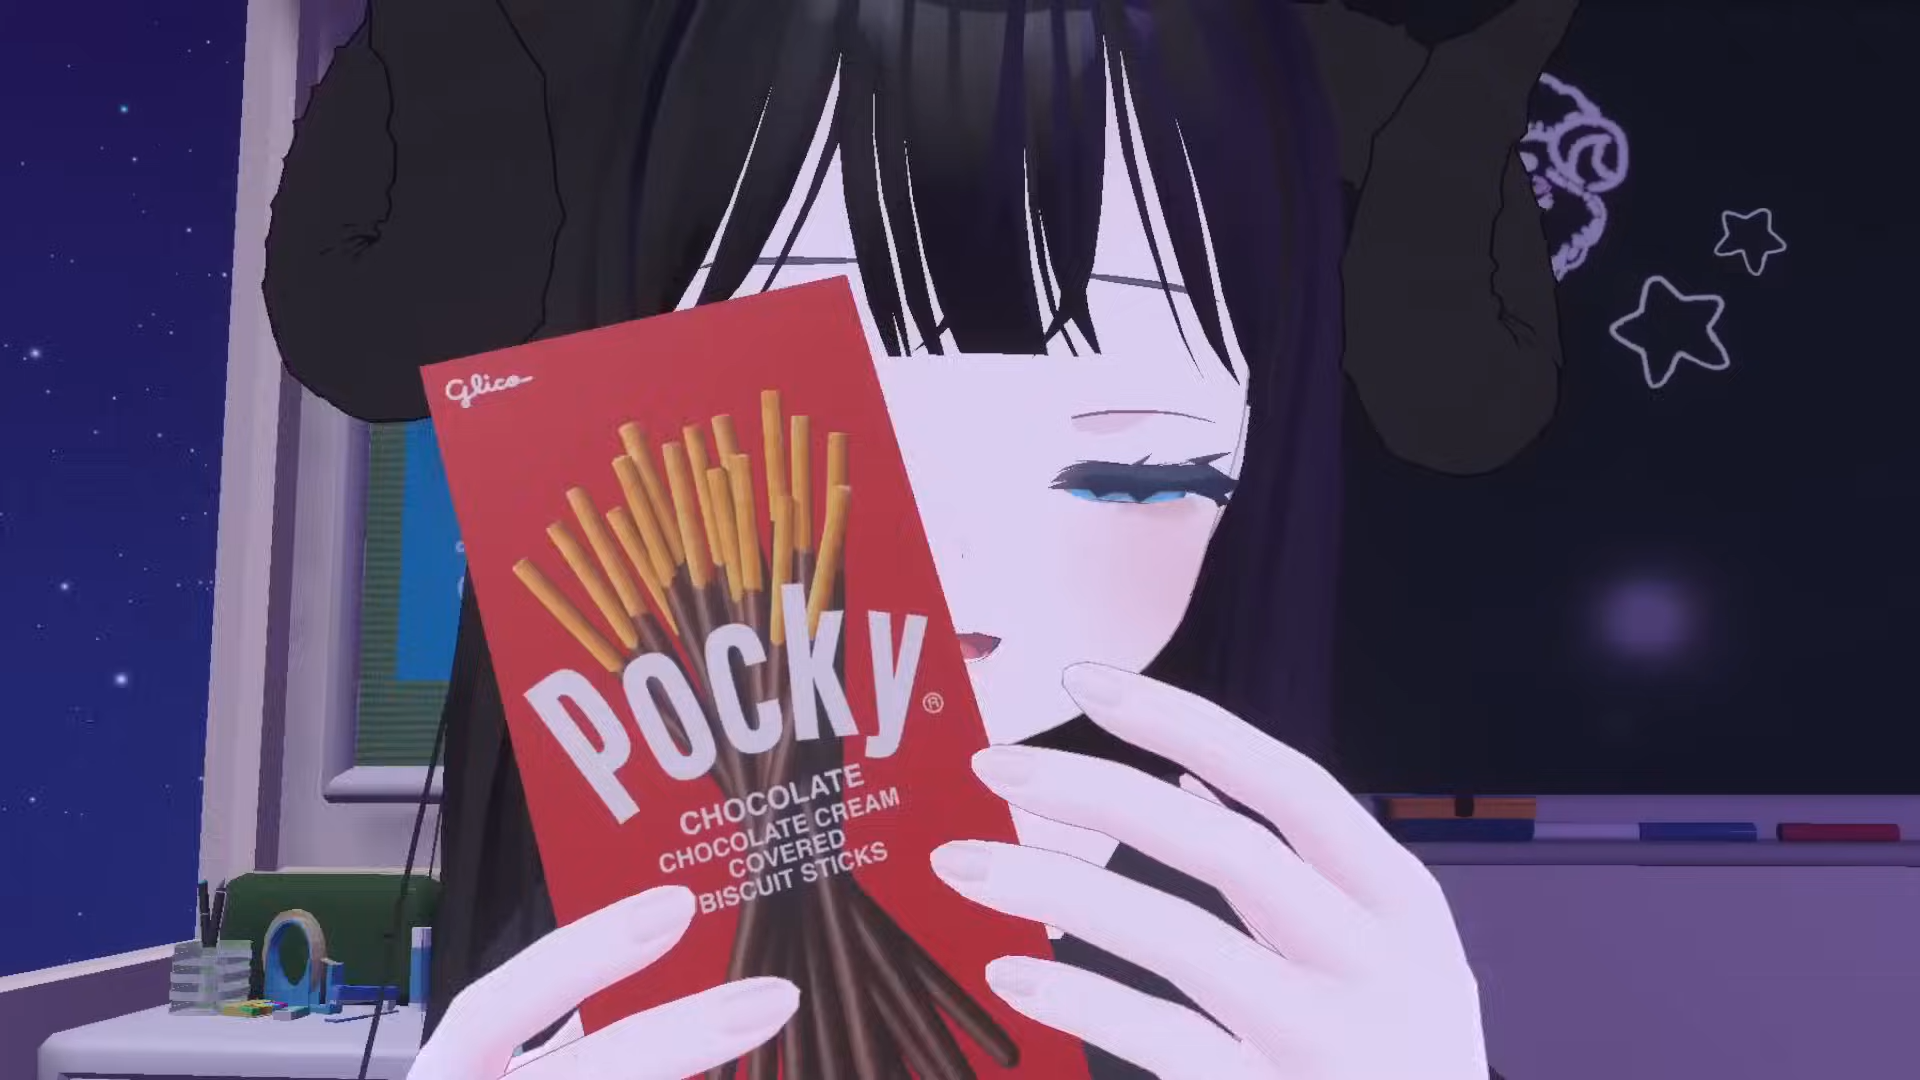 Glico
Pocky®
CHOCOLATE
CHOCOLATE CREAM
COVERED
BISCUIT STICKS